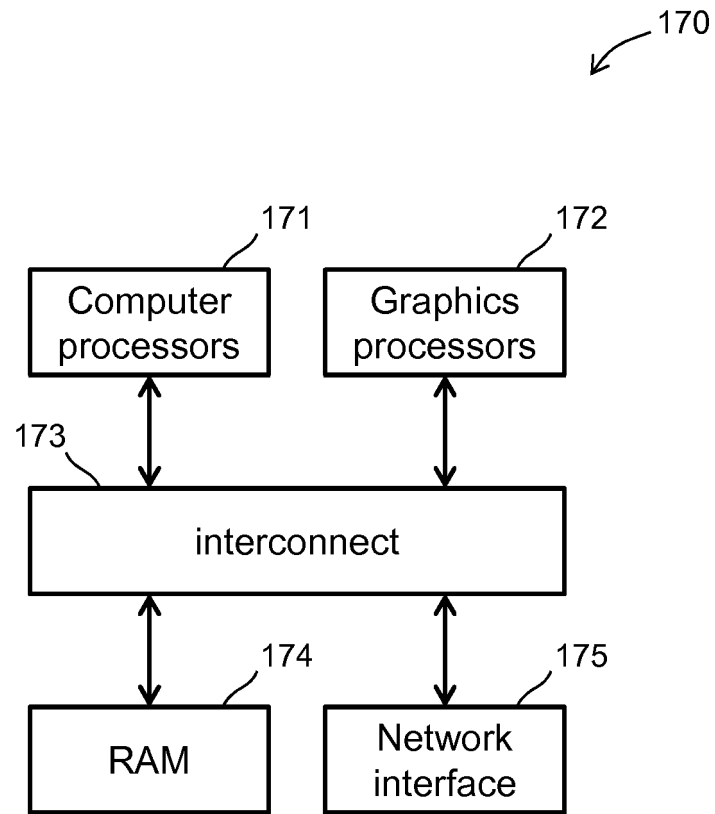 170
171
172
Computer
processors
Graphics
processors
173
interconnect
174
175
RAM
Network
interface